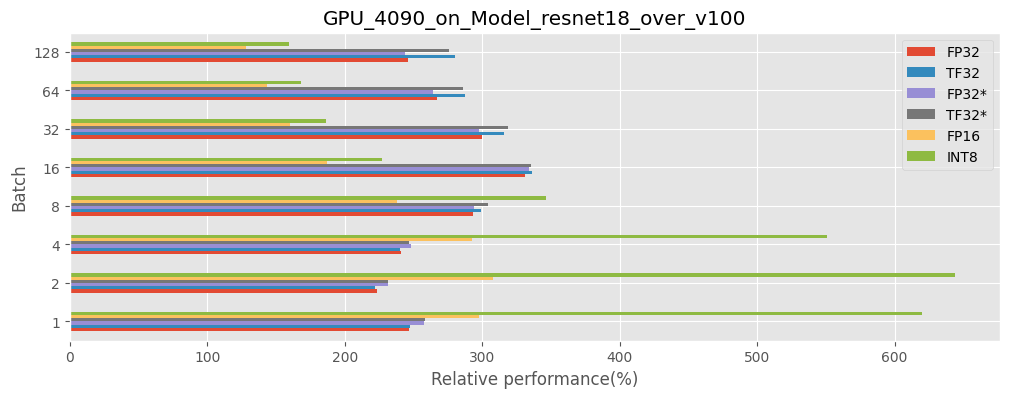 GPU_4090_on_Model_resnet18_over_v100
FP32
TF32
FP32*
TF32*
FP16
INT8
Batch
128
64
32
16
8
4
2
1
0 100 200 300 400 500 600
Relative performance(%)